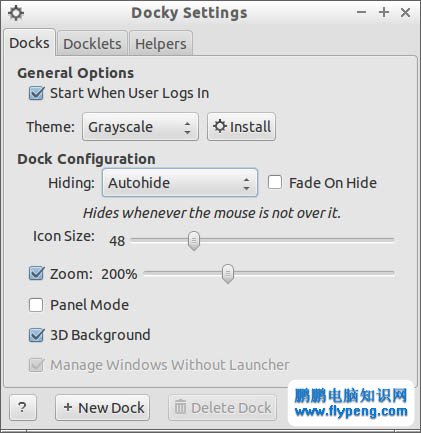 Docky Settings
Docks Docklets Helpers
General Options
Start When User Logs In
Theme: Grayscale Install
Dock Configuration
Hiding: Autohide Fade On Hide
Hides whenever the mouse is not over it.
Icon Size: 48
Zoom: 200%
Panel Mode
3D Background
Manage Windows Without Launcher
? + New Dock Delete Dock
鹏鹏电脑知识网
www.flypeng.com